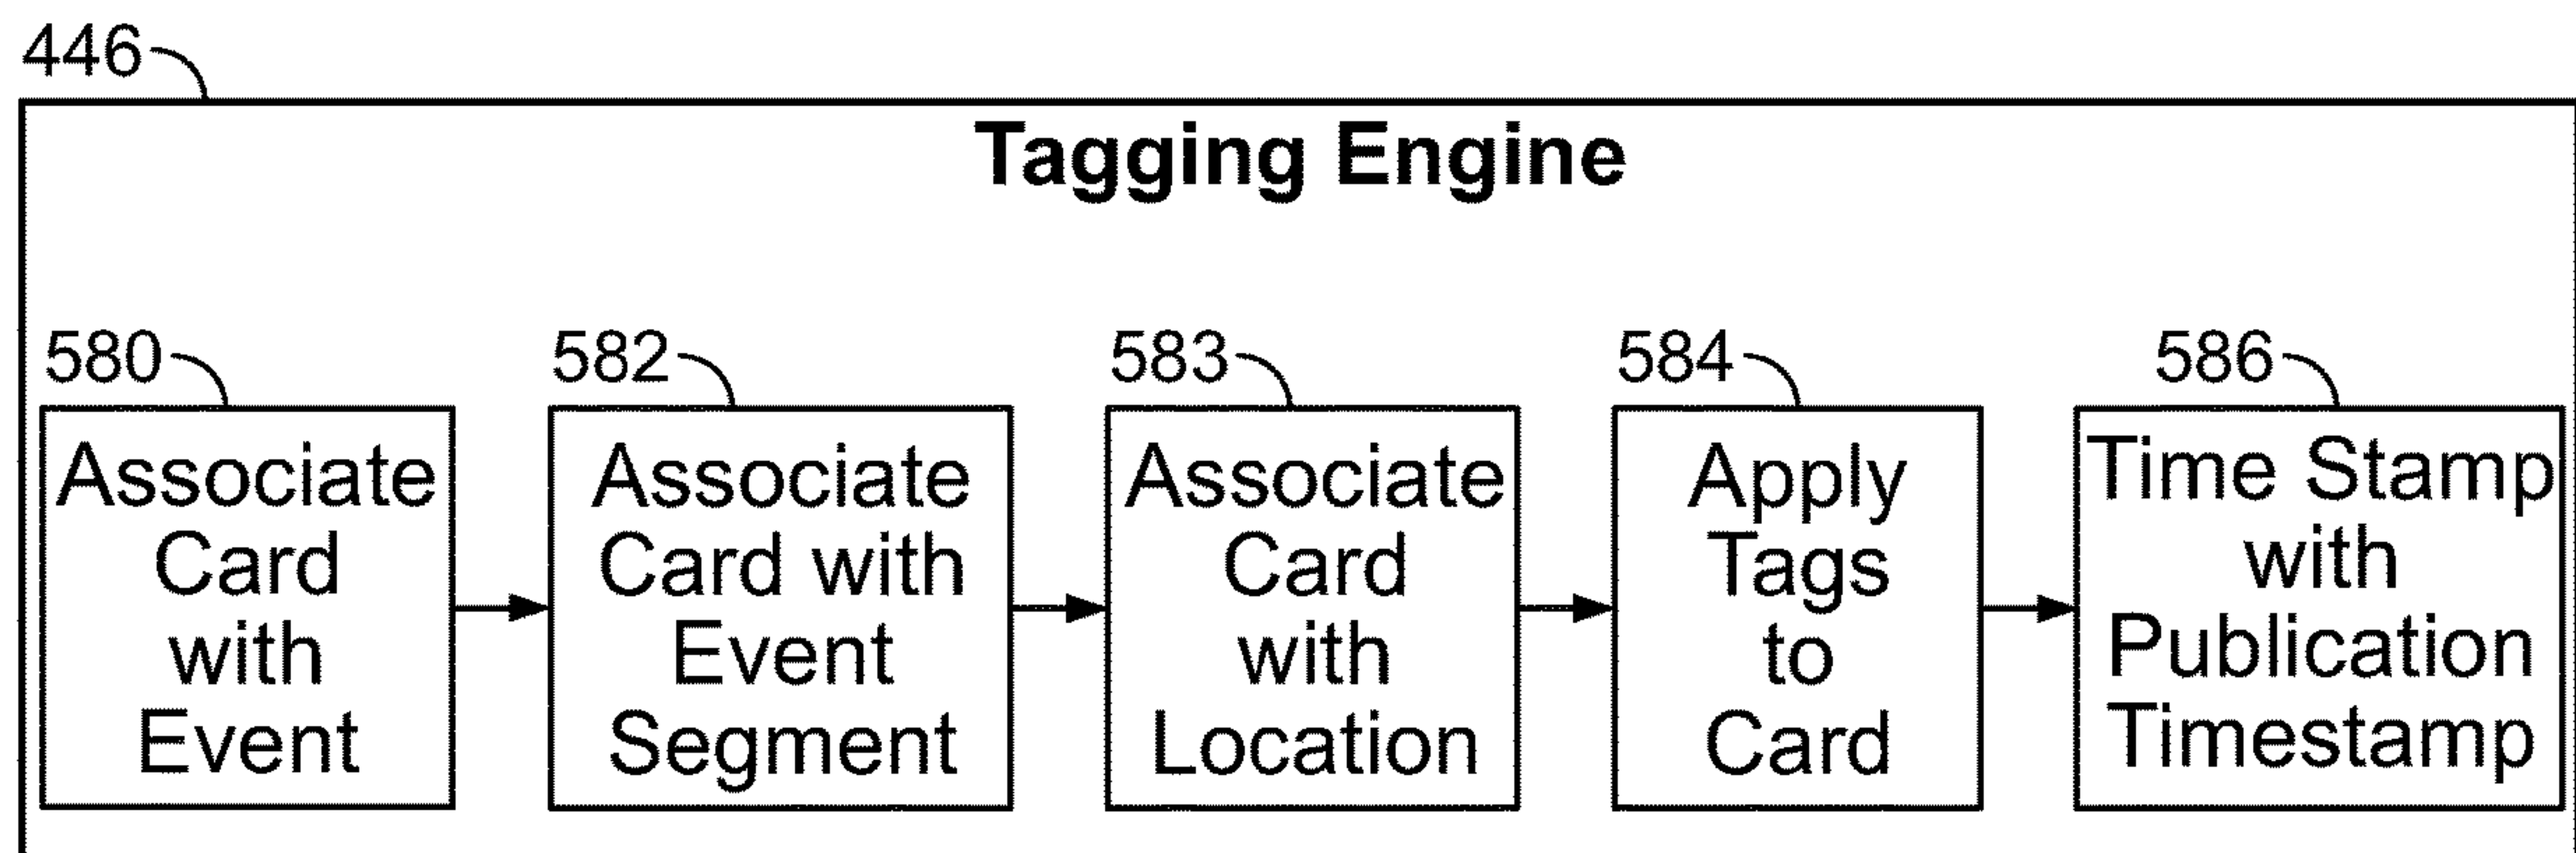 446
Tagging Engine
580
Associate
Card
with
Event
582
Associate
Card with
Event
Segment
583
Associate
Card
with
Location
584
Apply
Tags
to
Card
586
Time Stamp
with
Publication
Timestamp